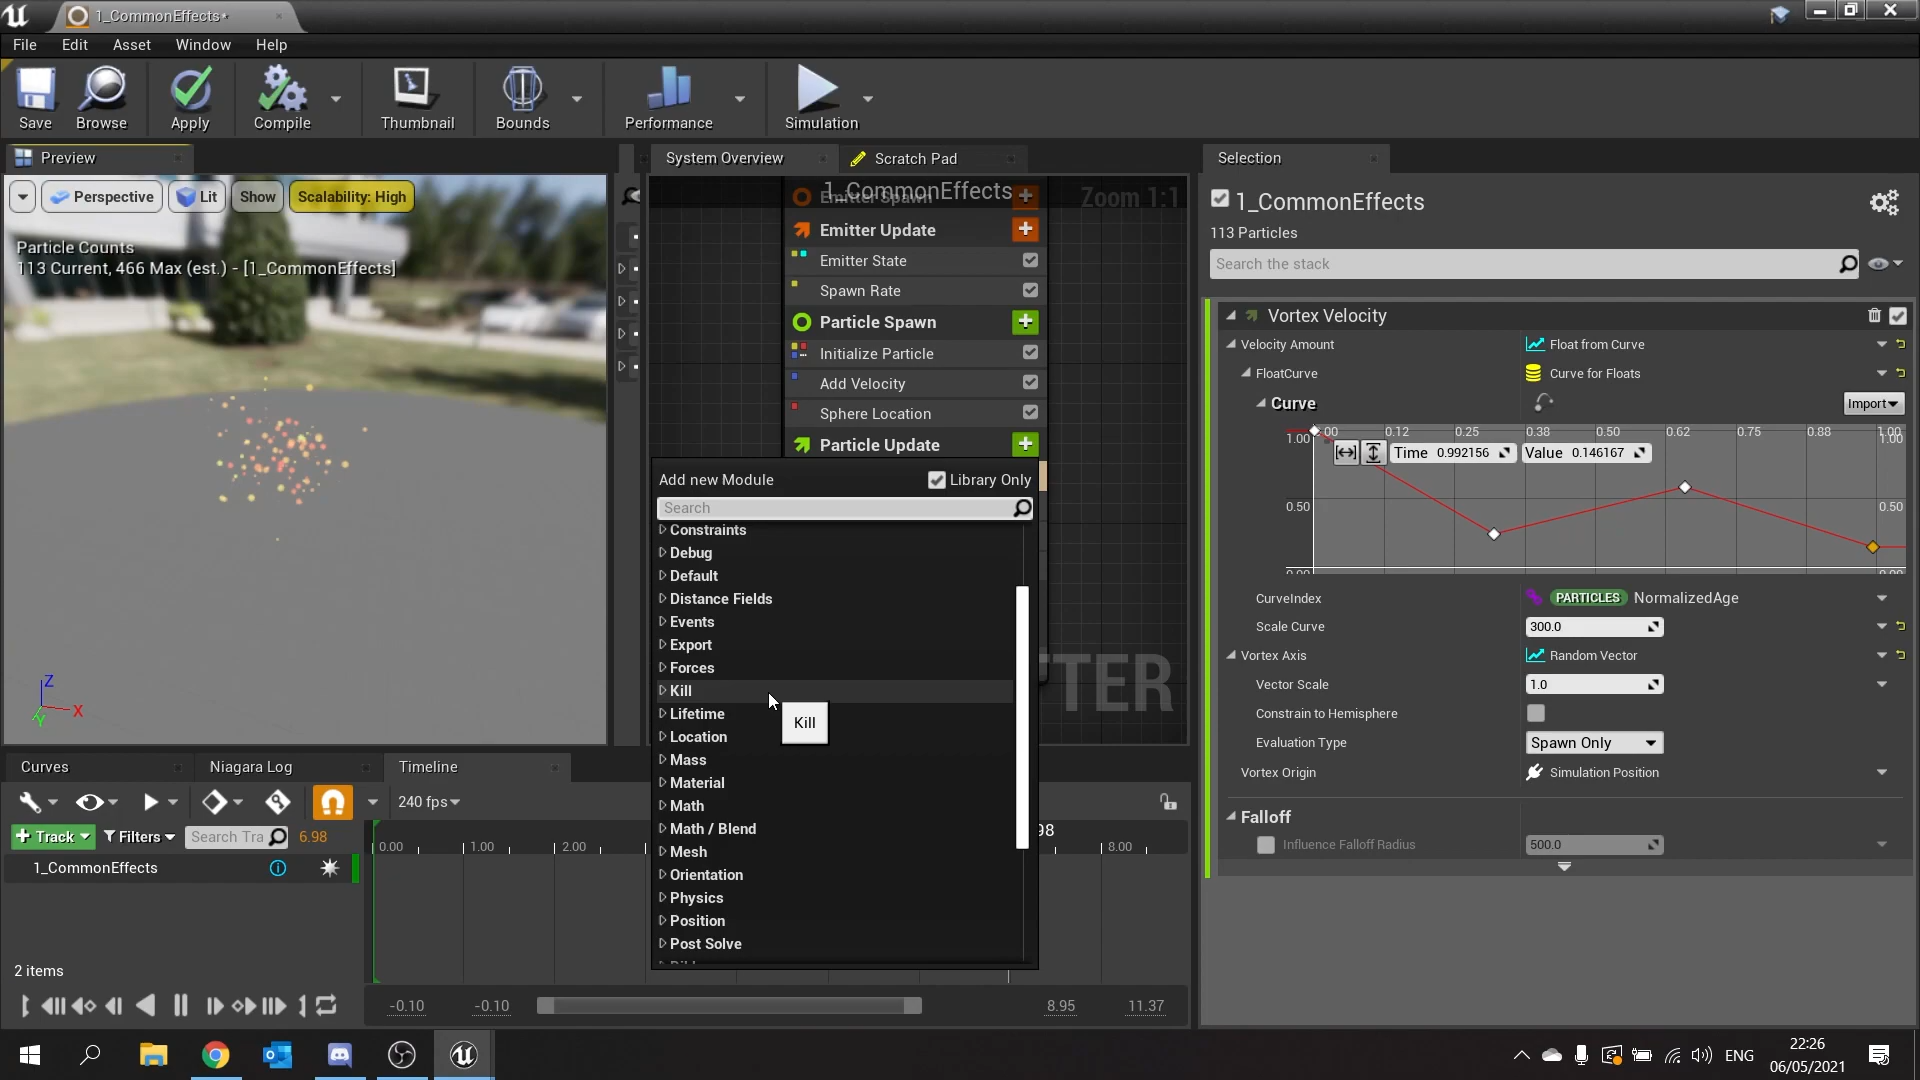 1_CommonEffects*
File Edit Asset Window Help
Save Browse Apply Compile Thumbnail Bounds Performance Simulation
Preview
System Overview
Scratch Pad
Selection
Perspective Lit Show Scalability: High
Particle Counts
113 Current, 466 Max (est.) - [1_CommonEffects]
1_CommonEffects
Zoom 1:1
Emitter Spawn
Emitter Update
Emitter State
Spawn Rate
Particle Spawn
Initialize Particle
Add Velocity
Sphere Location
Particle Update
Add new Module
Library Only
Search
Constraints
Debug
Default
Distance Fields
Events
Export
Forces
Kill
Kill
Lifetime
Location
Mass
Material
Math
Math / Blend
Mesh
Orientation
Physics
Position
Post Solve
TTER
Z
X
Y
1_CommonEffects
113 Particles
Search the stack
Vortex Velocity
Velocity Amount Float from Curve
FloatCurve Curve for Floats
Curve Import
0.12 0.25 0.38 0.50 0.62 0.75 0.88 1.00
1.00 1.00
Time 0.992156 Value 0.146167
0.50 0.50
CurveIndex PARTICLES NormalizedAge
Scale Curve 300.0
Vortex Axis Random Vector
Vector Scale 1.0
Constrain to Hemisphere
Evaluation Type Spawn Only
Vortex Origin Simulation Position
Falloff
Influence Falloff Radius 500.0
Curves Niagara Log Timeline
240 fps
Track Filters Search Tra 6.98
98
0.00 1.00 2.00 8.00
1_CommonEffects
2 items
-0.10 -0.10 8.95 11.37
ENG
22:26
06/05/2021